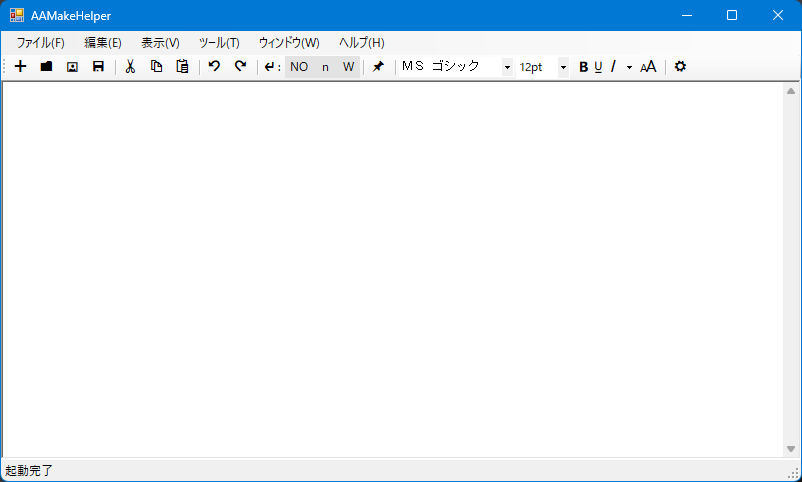 AAMakeHelper
ファイル(F) 編集(E) 表示(V) ツール(T) ウィンドウ(W) ヘルプ(H)
↵: NO n W ＭＳ ゴシック 12pt B U I AA
起動完了